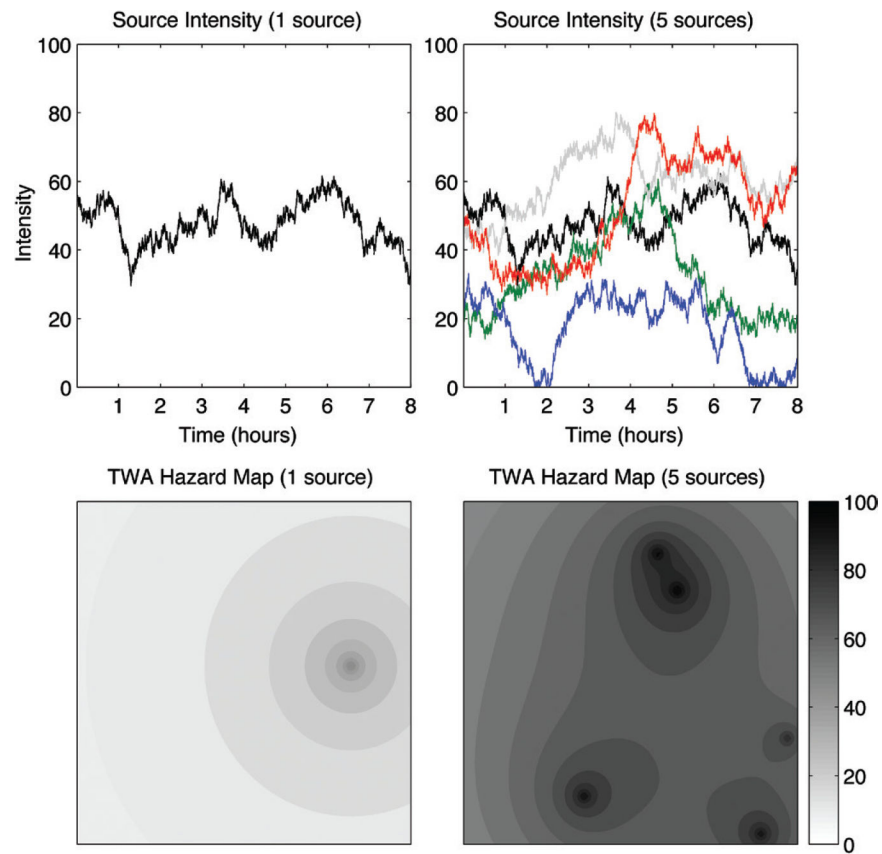 Source Intensity (1 source)
100
80
60
40
20
0
Intensity
1 2 3 4 5 6 7 8
Time (hours)
Source Intensity (5 sources)
100
80
60
40
20
0
1 2 3 4 5 6 7 8
Time (hours)
TWA Hazard Map (1 source)
TWA Hazard Map (5 sources)
100
80
60
40
20
0